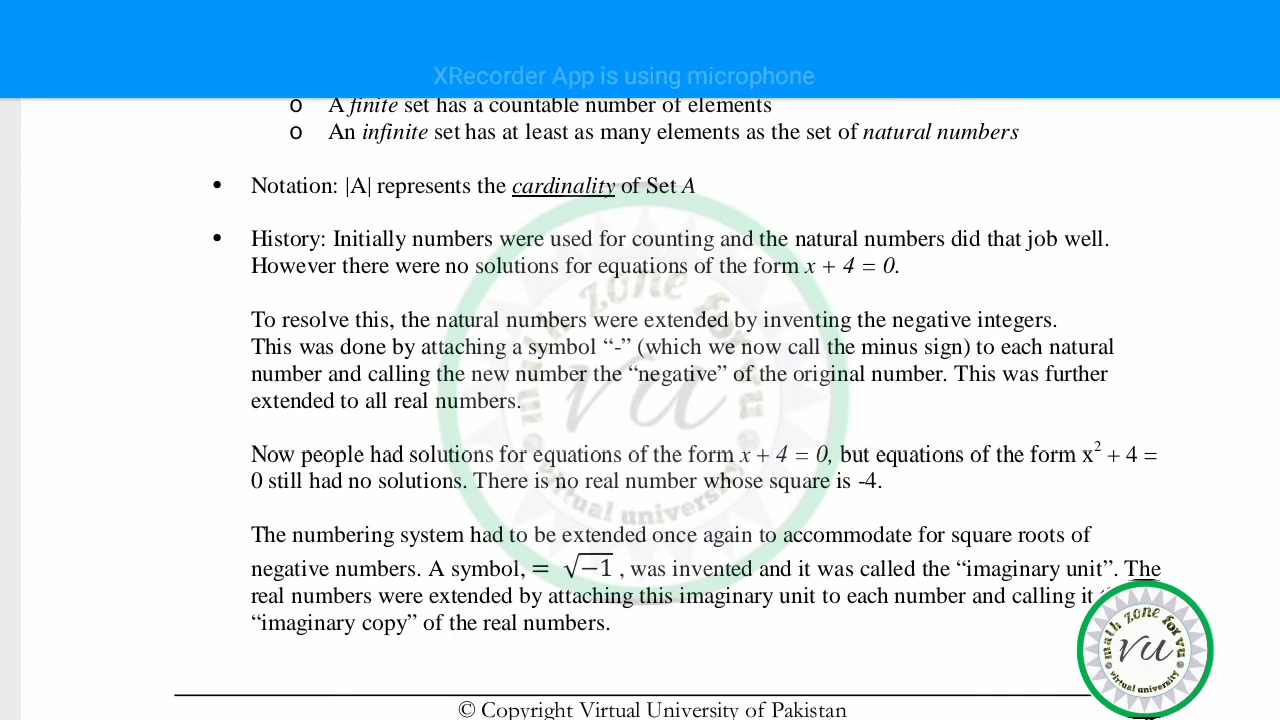 XRecorder App is using microphone
o A finite set has a countable number of elements
o An infinite set has at least as many elements as the set of natural numbers
• Notation: |A| represents the cardinality of Set A
• History: Initially numbers were used for counting and the natural numbers did that job well.
However there were no solutions for equations of the form x + 4 = 0.
To resolve this, the natural numbers were extended by inventing the negative integers.
This was done by attaching a symbol “-” (which we now call the minus sign) to each natural
number and calling the new number the “negative” of the original number. This was further
extended to all real numbers.
Now people had solutions for equations of the form x + 4 = 0, but equations of the form x² + 4 =
0 still had no solutions. There is no real number whose square is -4.
The numbering system had to be extended once again to accommodate for square roots of
negative numbers. A symbol, = √−1 , was invented and it was called the “imaginary unit”. The
real numbers were extended by attaching this imaginary unit to each number and calling it
“imaginary copy” of the real numbers.
math zone for vu
vu
virtual university
math zone for vu
vu
virtual university
© Copyright Virtual University of Pakistan